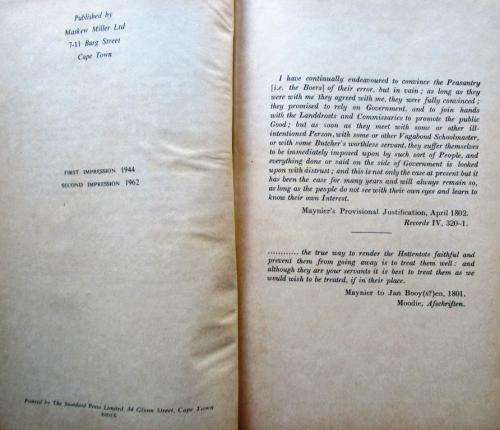 Published by
Maskew Miller Ltd
7-11 Burg Street
Cape Town
FIRST IMPRESSION 1944
SECOND IMPRESSION 1962
Printed by The Standard Press Limited 34 Glynn Street, Cape Town
I have continually endeavoured to convince the Peasantry
[i.e. the Boers] of their error, but in vain; as long as they
were with me they agreed with me, they were fully convinced;
they promised to rely on Government, and to join hands
with the Landdrosts and Commissaries to promote the public
Good; but as soon as they meet with some or other ill-
intentioned Person, with some or other Vagabond Schoolmaster,
or with some Butcher's worthless servant, they suffer themselves
to be immediately imposed upon by such sort of People, and
everything done or said on the side of Government is looked
upon with distrust; and this is not only the case at present but it
has been the case for many years and will always remain so,
as long as the people do not see with their own eyes and learn to
know their own Interest.
Maynier's Provisional Justification, April 1802.
Records IV, 320-1.
............ the true way to render the Hottentots faithful and
prevent them from going away is to treat them well: and
although they are your servants it is best to treat them as we
would wish to be treated, if in their place.
Maynier to Jan Booy(s?)en, 1801.
Moodie, Afschriften.